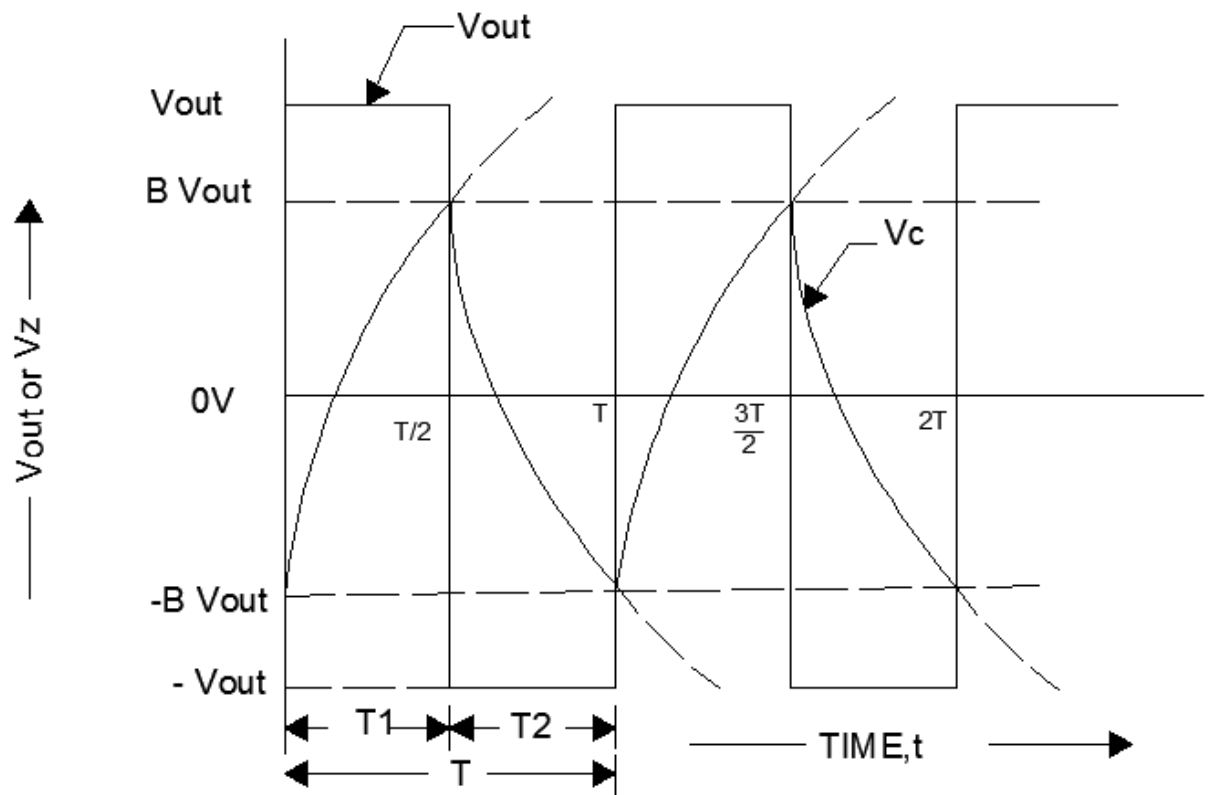 Vout
Vout
B Vout
Vc
Vout or Vz
0V
T/2
T
3T
2
2T
-B Vout
- Vout
T1
T2
TIME,t
T